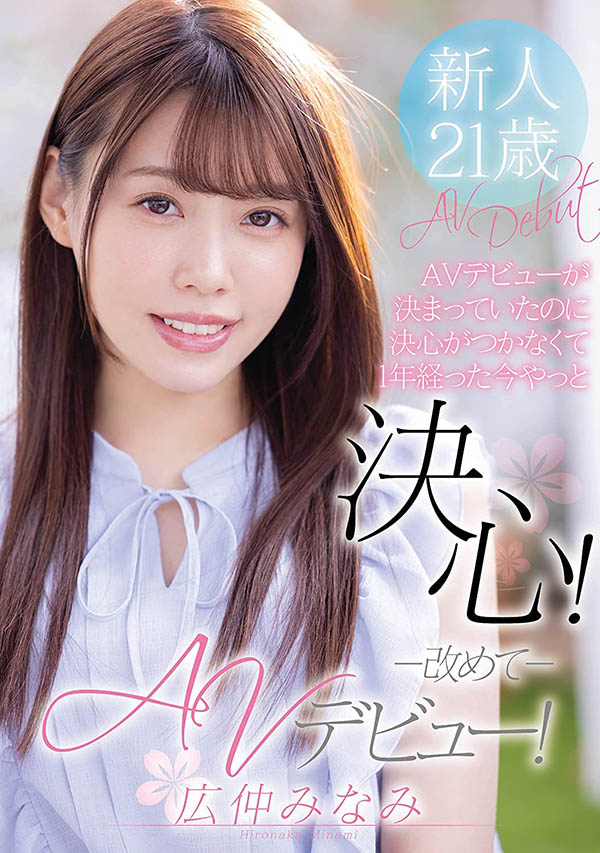 新人
21歳
AV Debut
AVデビューが
決まっていたのに
決心がつかなくて
1年経った今やっと
決心!
−改めて−
AVデビュー!
広仲みなみ
Hironaka Minami